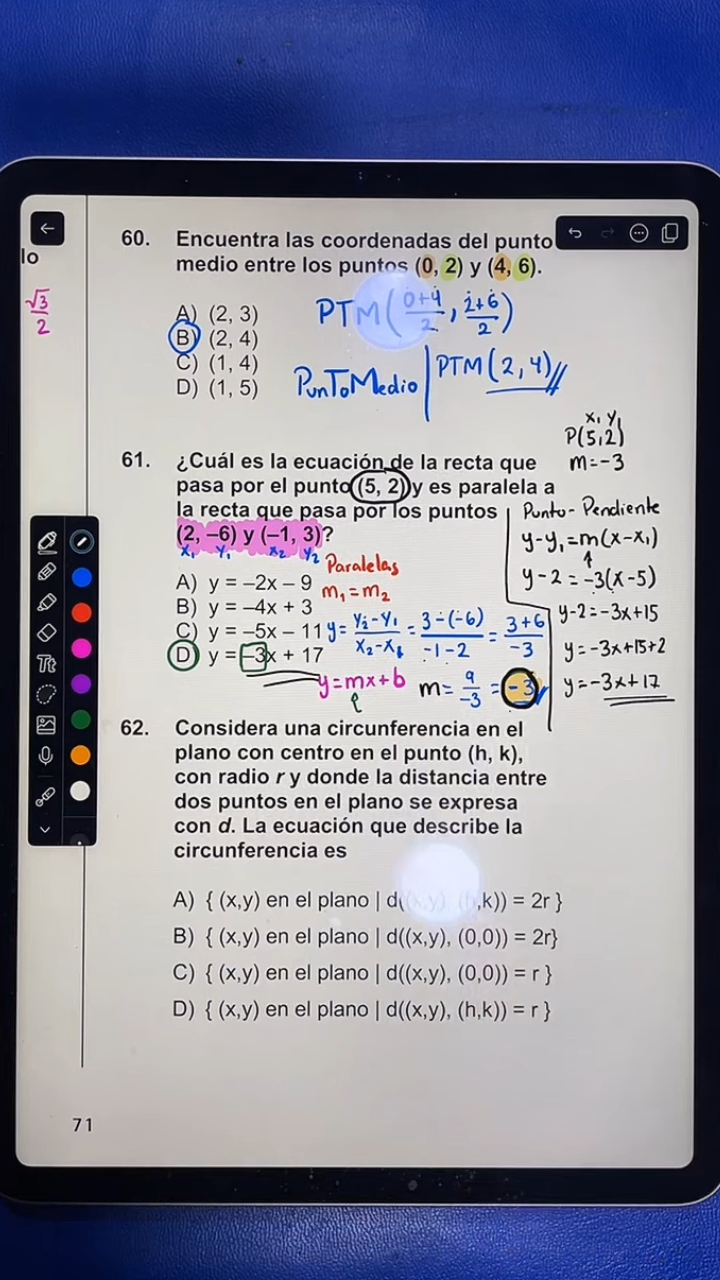 lo
√3
2
60. Encuentra las coordenadas del punto
medio entre los puntos (0, 2) y (4, 6).
A) (2, 3)
B) (2, 4)
C) (1, 4)
D) (1, 5)
PTM(0+4/2, 2+6/2)
PunToMedio | PTM(2,4)//
x₁ y₁
P(5,2)
m=-3
61. ¿Cuál es la ecuación de la recta que
pasa por el punto (5, 2) y es paralela a
la recta que pasa por los puntos
(2, –6) y (–1, 3)?
x₁ y₁ x₂ y₂
A) y = –2x – 9
B) y = –4x + 3
C) y = –5x – 11
D) y = –3x + 17
Paralelas
m₁=m₂
y= y₂-y₁/x₂-x₁ = 3-(-6)/-1-2 = 3+6/-3
y=mx+b
m= 9/-3 = -3
Punto-Pendiente
y-y₁=m(x-x₁)
y-2=-3(x-5)
y-2=-3x+15
y=-3x+15+2
y=-3x+17
62. Considera una circunferencia en el
plano con centro en el punto (h, k),
con radio r y donde la distancia entre
dos puntos en el plano se expresa
con d. La ecuación que describe la
circunferencia es
A) { (x,y) en el plano | d((x,y), (h,k)) = 2r }
B) { (x,y) en el plano | d((x,y), (0,0)) = 2r}
C) { (x,y) en el plano | d((x,y), (0,0)) = r }
D) { (x,y) en el plano | d((x,y), (h,k)) = r }
71
Tt